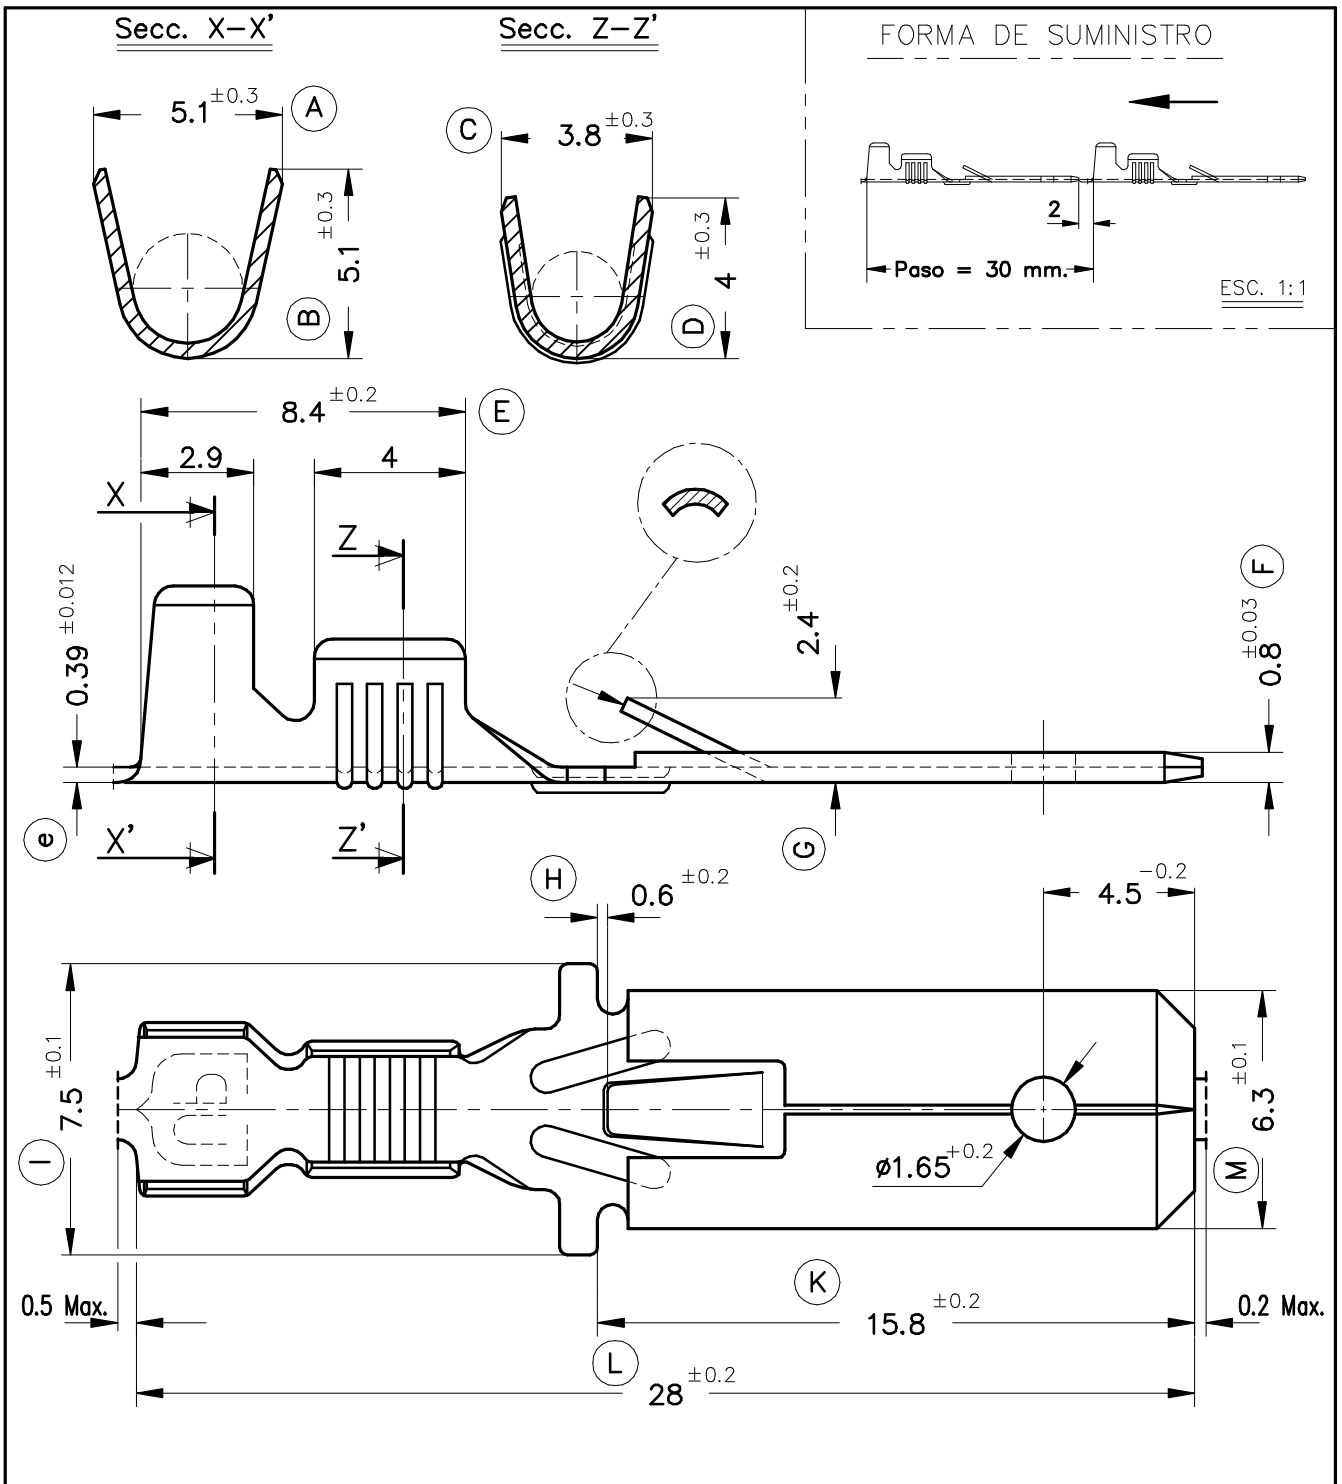 Secc. X-X'
Secc. Z-Z'
FORMA DE SUMINISTRO
5.1 ±0.3
A
±0.3
5.1
B
C
3.8 ±0.3
±0.3
4
D
2
Paso = 30 mm.
ESC. 1:1
8.4 ±0.2
E
2.9
4
X
Z
0.39 ±0.012
e
X'
Z'
2.4 ±0.2
G
0.8 ±0.03
F
H
0.6 ±0.2
4.5 -0.2
7.5 ±0.1
I
ø1.65 +0.2
6.3 ±0.1
M
K
0.5 Max.
15.8 ±0.2
0.2 Max.
L
28 ±0.2